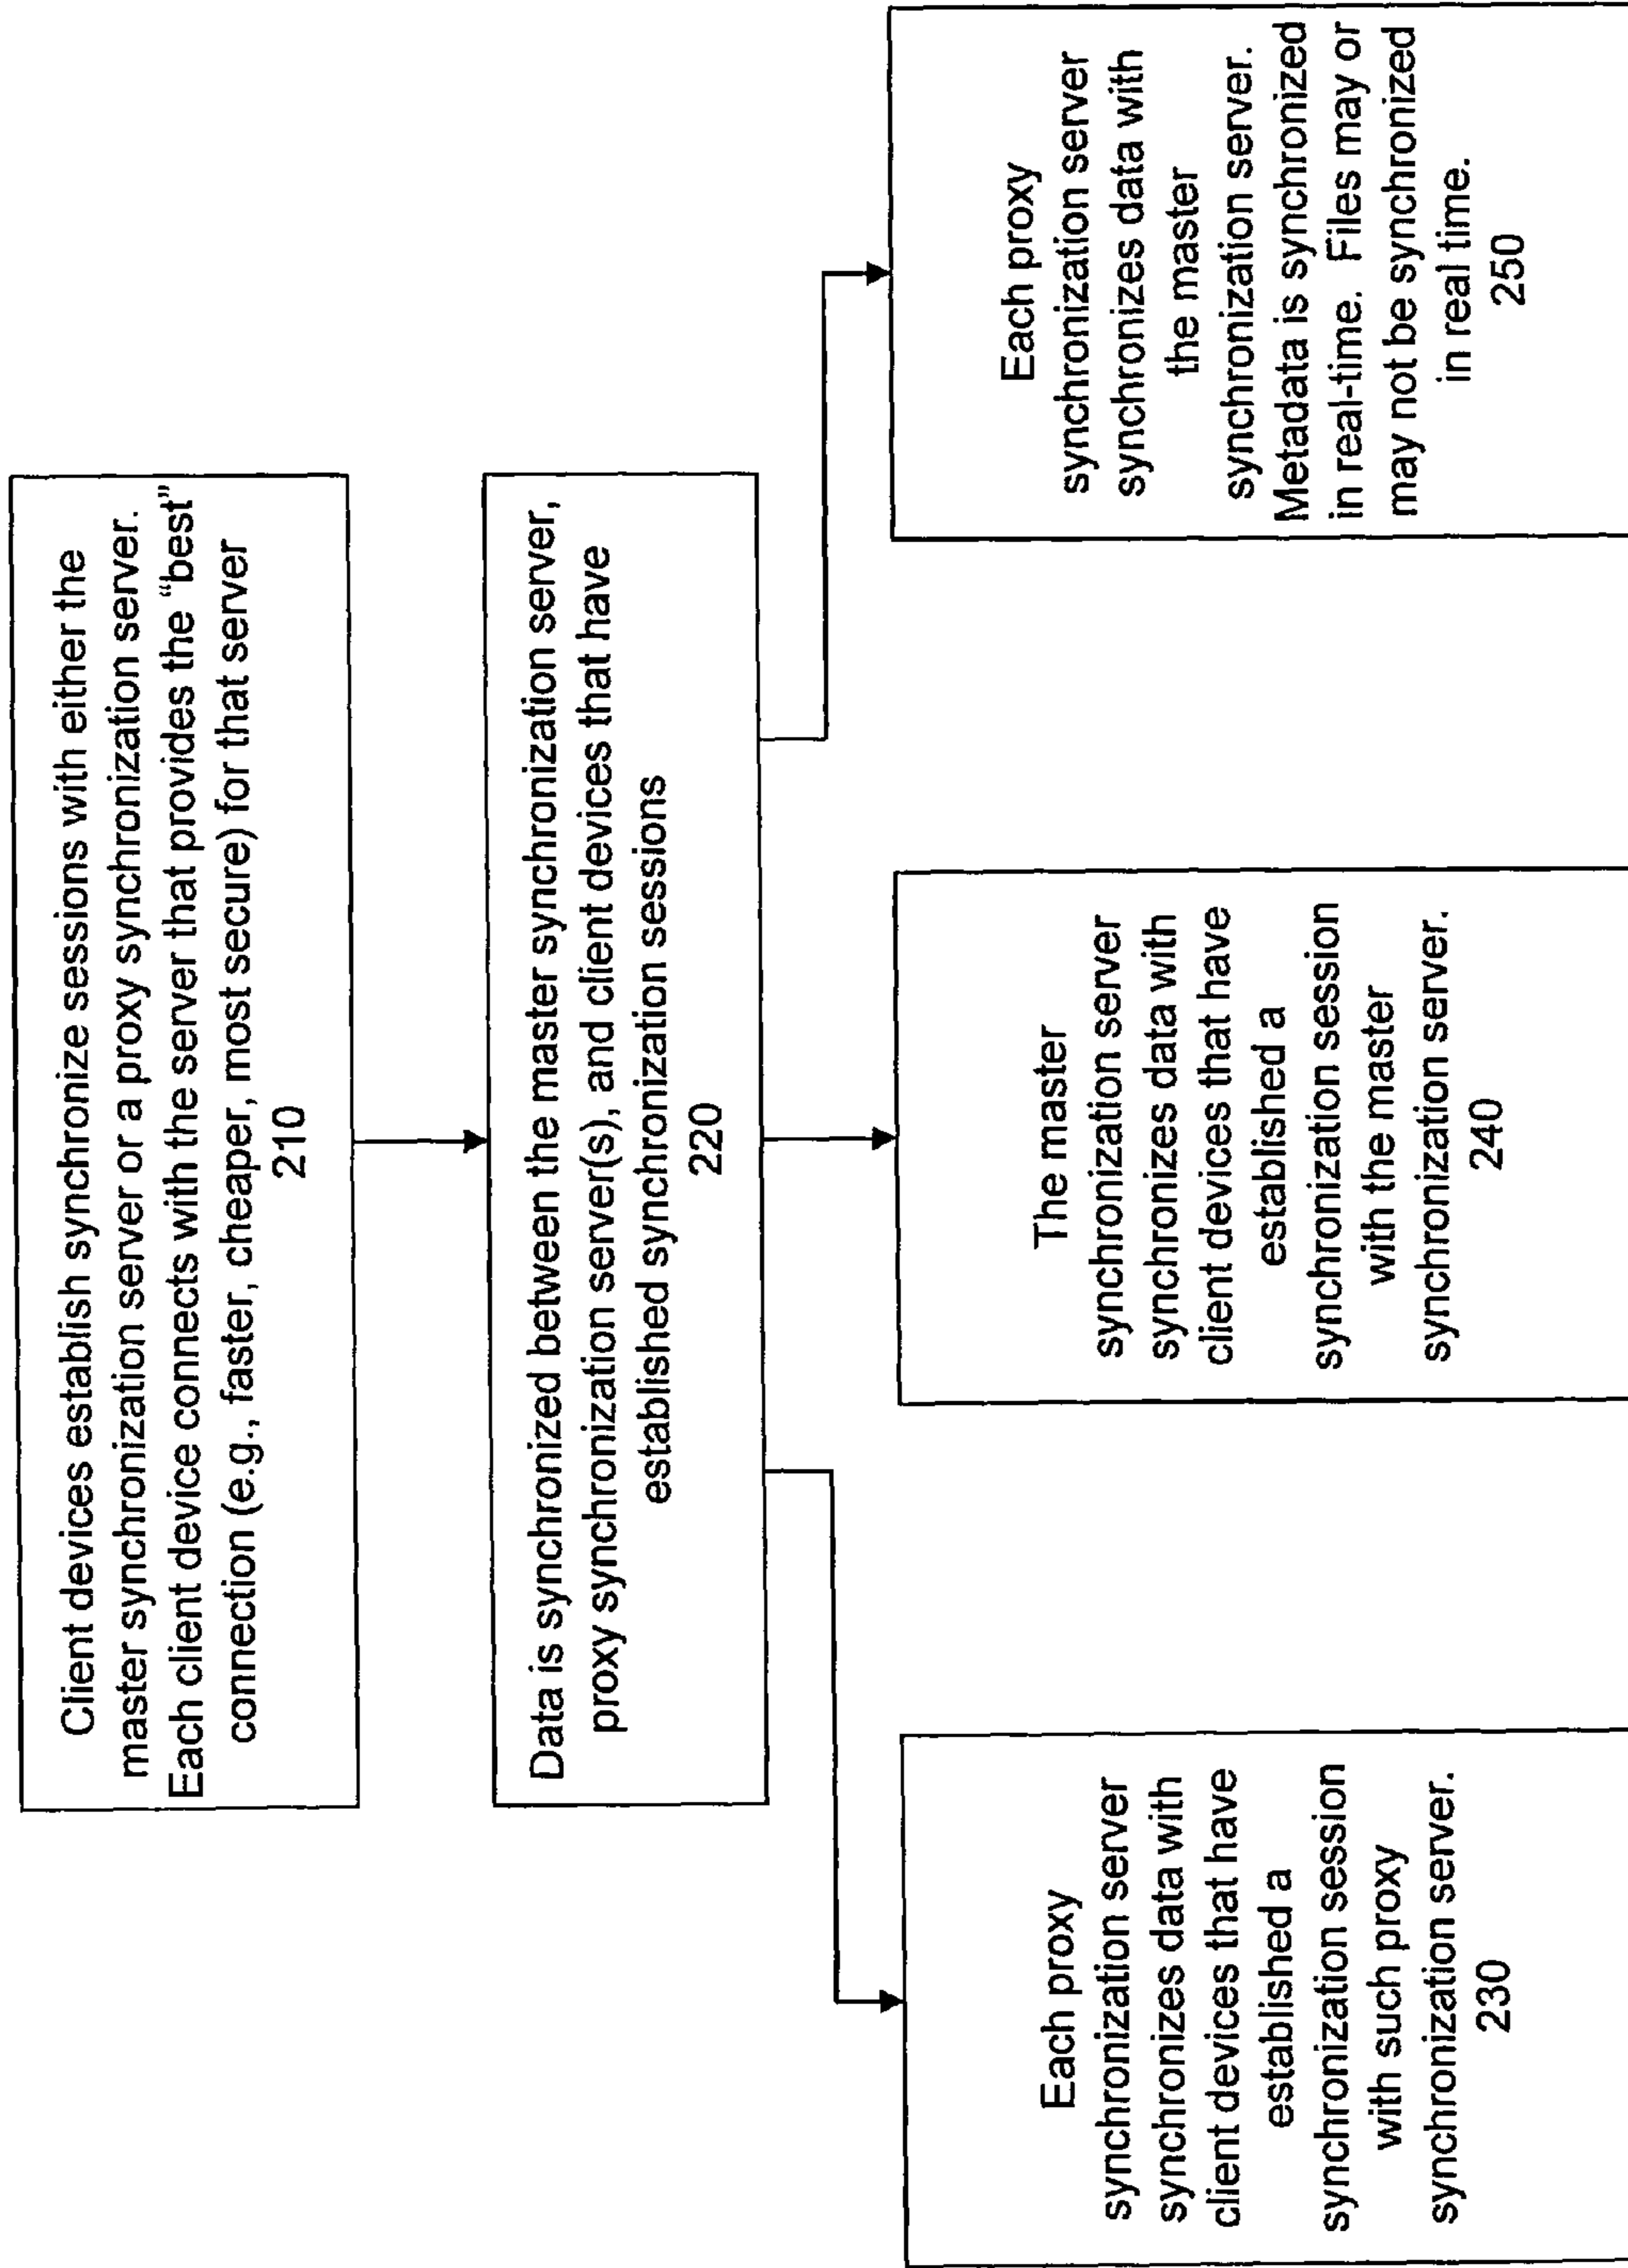 Client devices establish synchronize sessions with either the
master synchronization server or a proxy synchronization server.
Each client device connects with the server that provides the “best”
connection (e.g., faster, cheaper, most secure) for that server
210
Data is synchronized between the master synchronization server,
proxy synchronization server(s), and client devices that have
established synchronization sessions
220
Each proxy
synchronization server
synchronizes data with
client devices that have
established a
synchronization session
with such proxy
synchronization server.
230
The master
synchronization server
synchronizes data with
client devices that have
established a
synchronization session
with the master
synchronization server.
240
Each proxy
synchronization server
synchronizes data with
the master
synchronization server.
Metadata is synchronized
in real-time. Files may or
may not be synchronized
in real time.
250